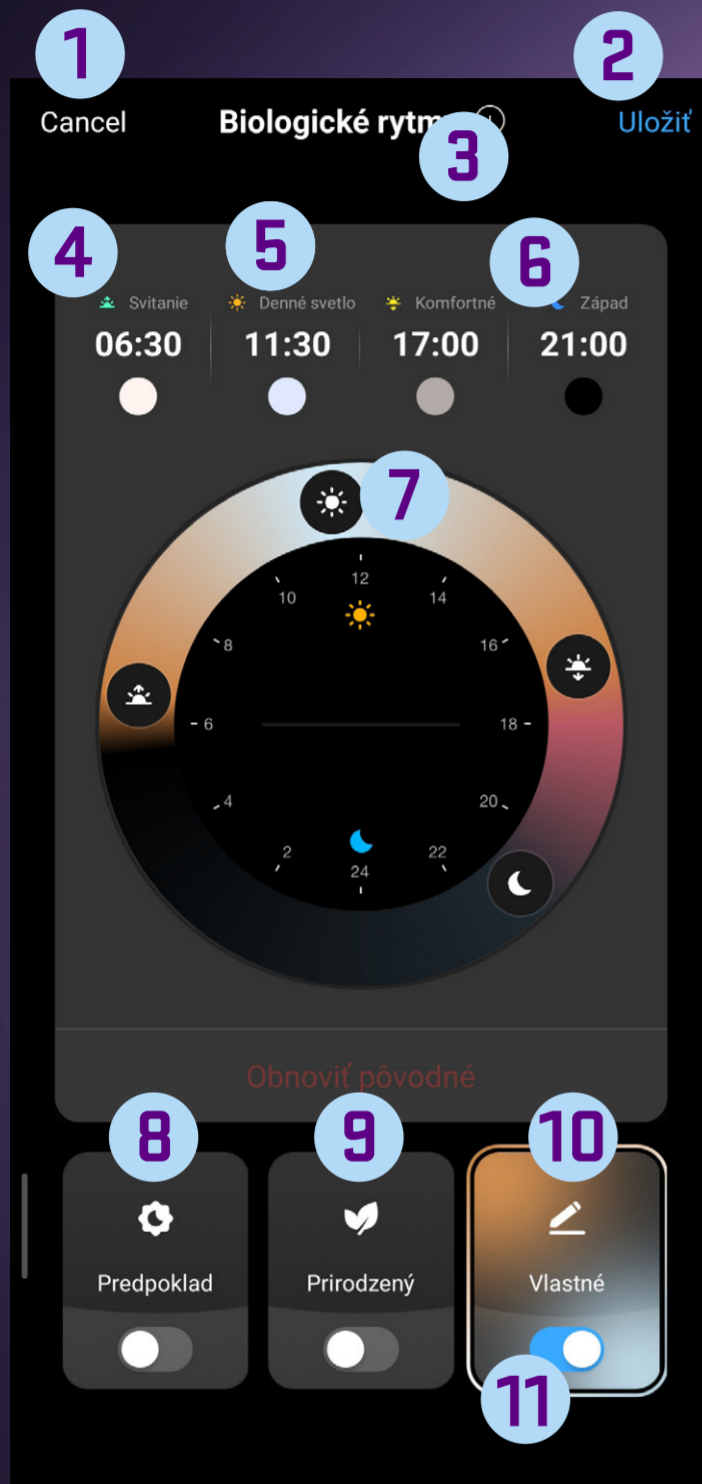 1
2
Cancel
Uložiť
3
4
5
6
Svitanie
Denné svetlo
Komfortné
Západ
06:30
11:30
17:00
21:00
7
12
10
14
8
16
6
18
4
20
2
22
24
Obnoviť pôvodné
8
9
10
Predpoklad
Prirodzený
Vlastné
11
Biologické